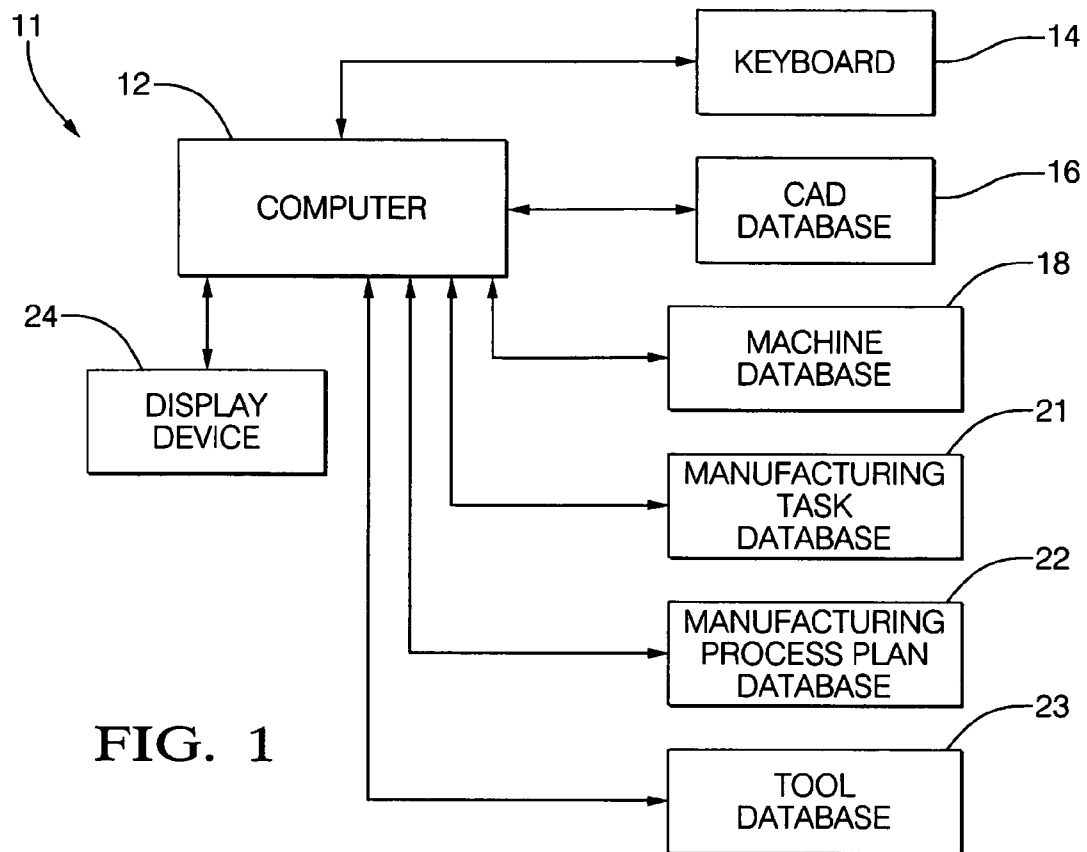 11
12
KEYBOARD
14
COMPUTER
CAD
DATABASE
16
18
MACHINE
DATABASE
24
DISPLAY
DEVICE
21
MANUFACTURING
TASK
DATABASE
22
MANUFACTURING
PROCESS PLAN
DATABASE
23
TOOL
DATABASE
FIG. 1